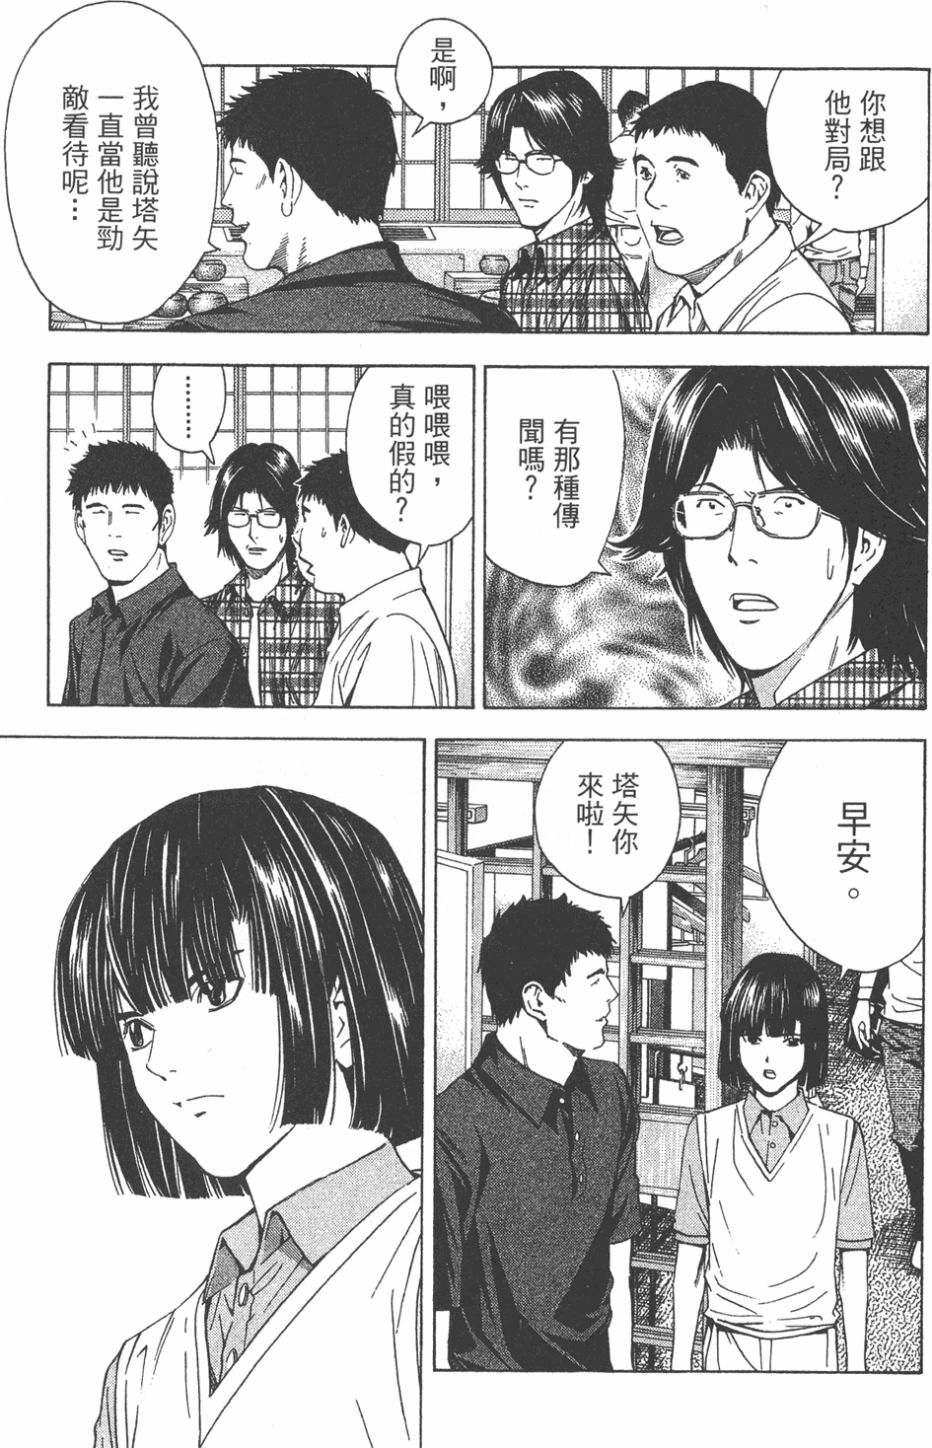 你想跟
他對局？
是啊，
我曾聽說塔矢
一直當他是勁
敵看待呢…
有那種傳
聞嗎？
喂喂喂，
真的假的？
………
早安。
塔矢你
來啦！